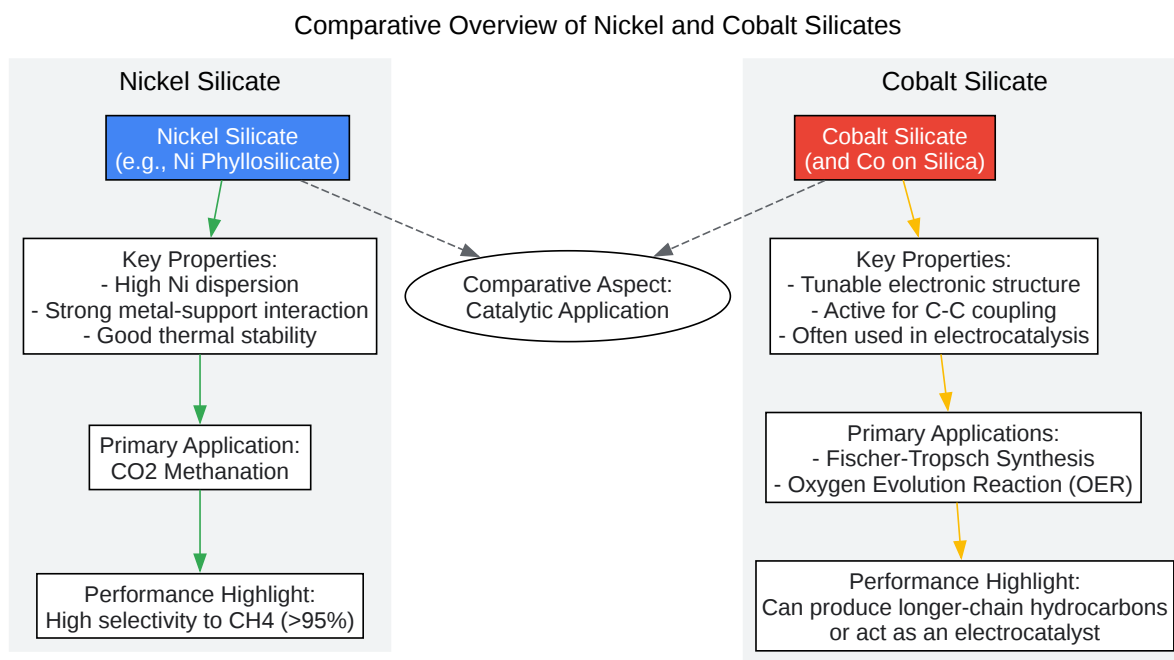 Comparative Overview of Nickel and Cobalt Silicates
Nickel Silicate
Nickel Silicate
(e.g., Ni Phyllosilicate)
Key Properties:
- High Ni dispersion
- Strong metal-support interaction
- Good thermal stability
Primary Application:
CO2 Methanation
Performance Highlight:
High selectivity to CH4 (>95%)
Comparative Aspect:
Catalytic Application
Cobalt Silicate
Cobalt Silicate
(and Co on Silica)
Key Properties:
- Tunable electronic structure
- Active for C-C coupling
- Often used in electrocatalysis
Primary Applications:
- Fischer-Tropsch Synthesis
- Oxygen Evolution Reaction (OER)
Performance Highlight:
Can produce longer-chain hydrocarbons
or act as an electrocatalyst